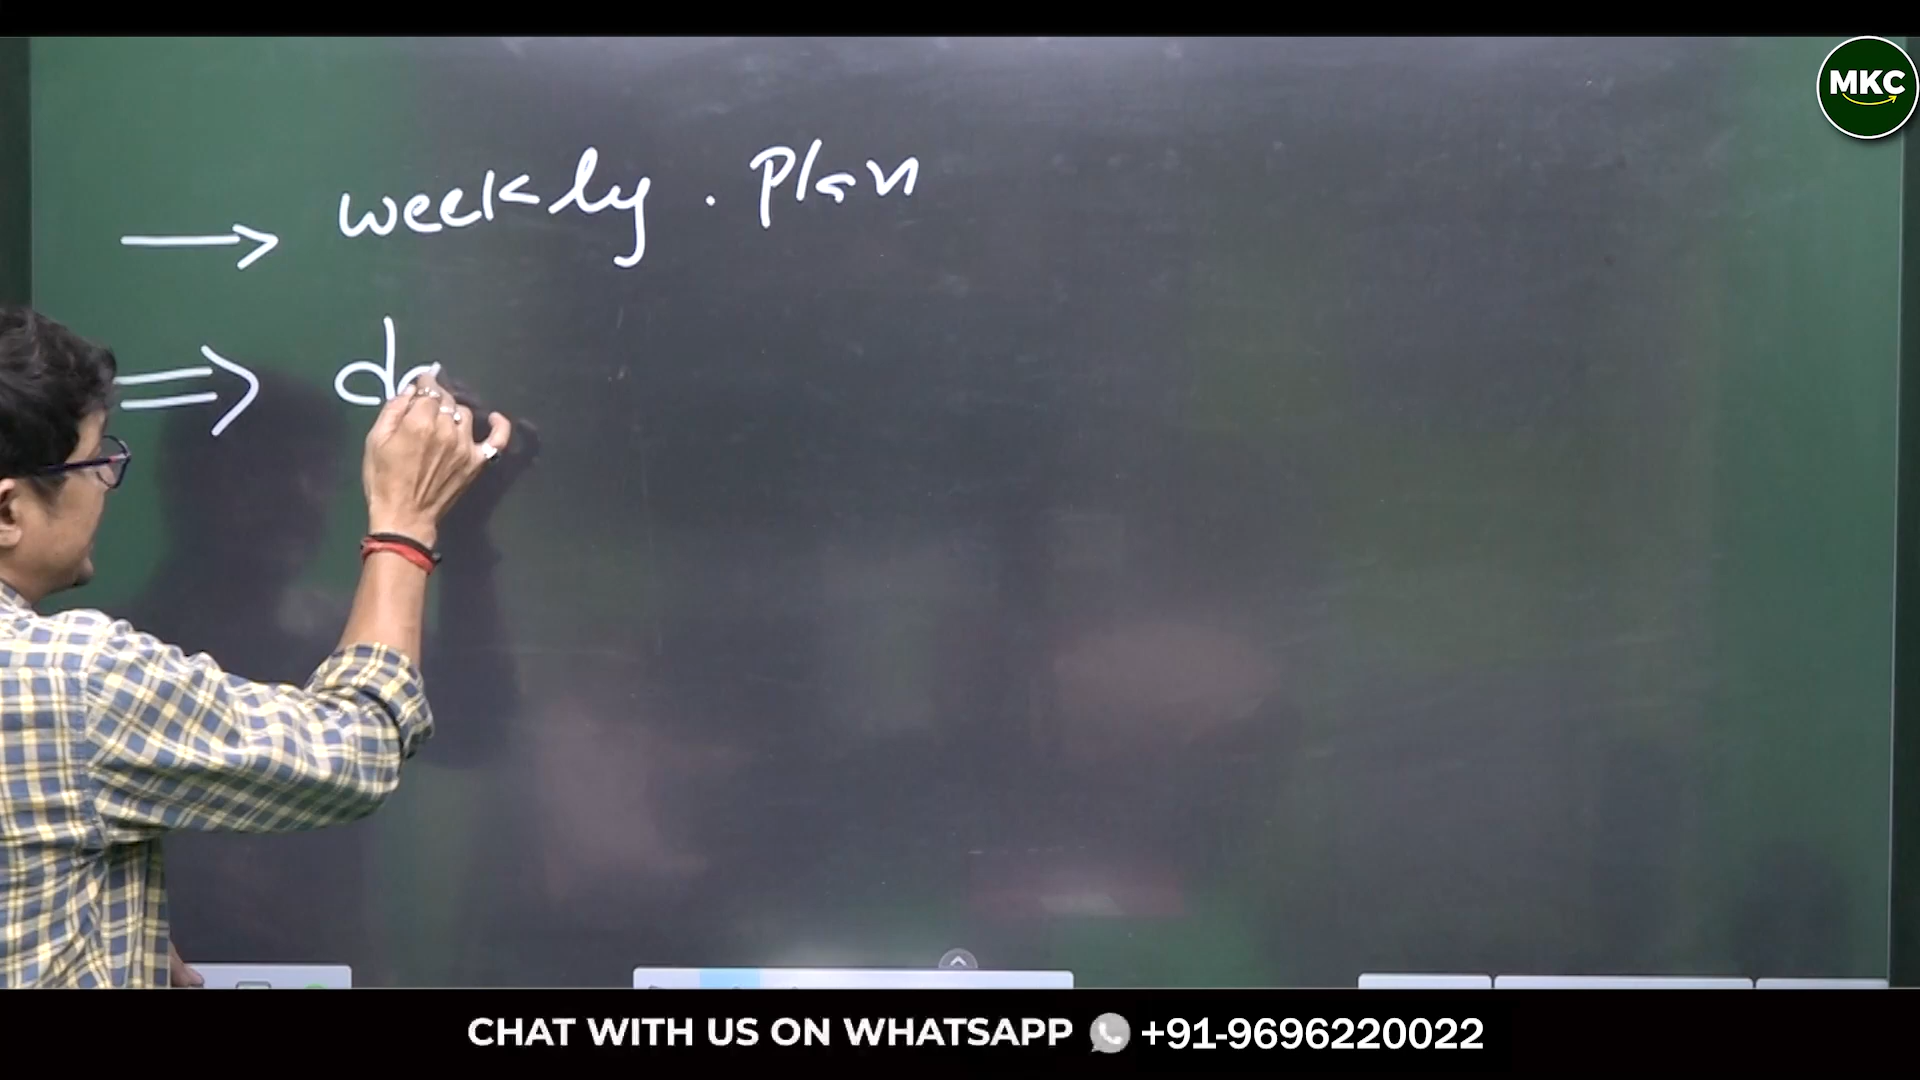 MKC
→ weekly . Plan
⇒ da
CHAT WITH US ON WHATSAPP +91-9696220022